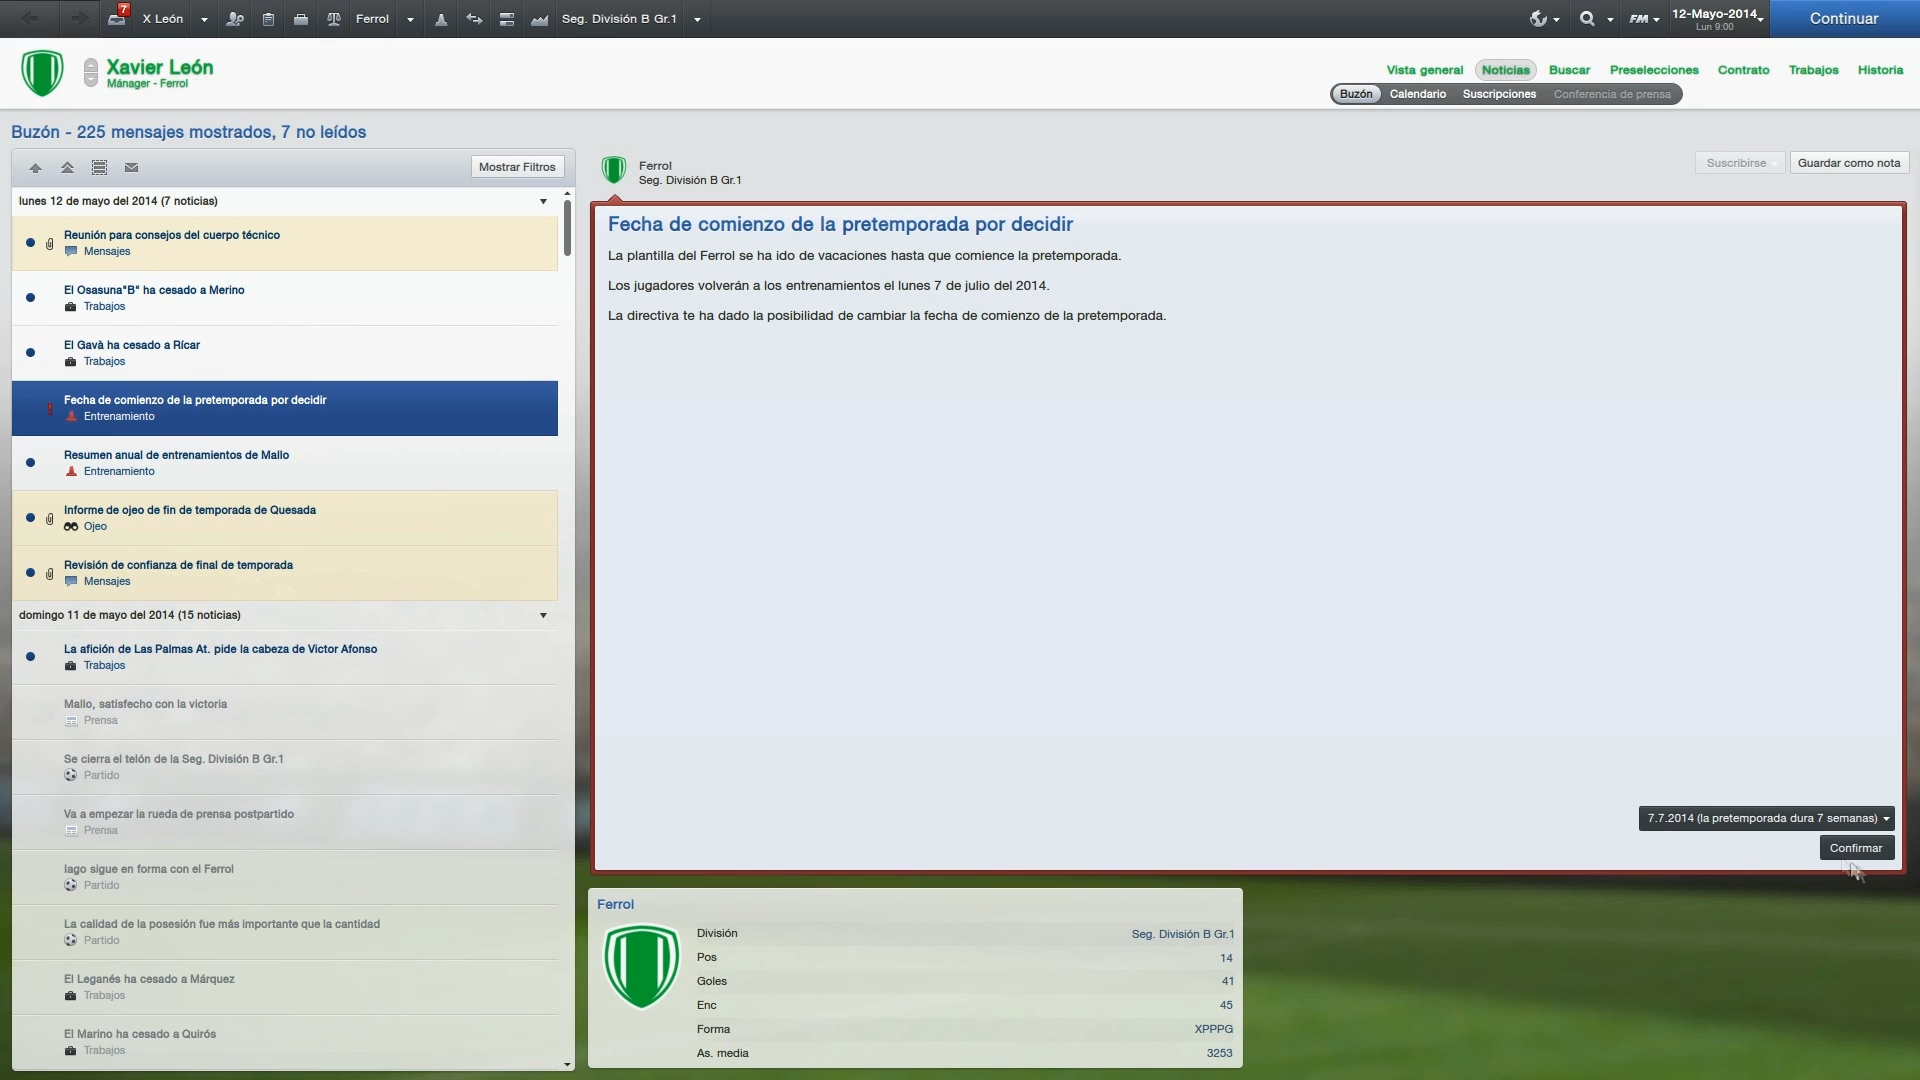 7
X León
Ferrol
Seg. División B Gr.1
FM
12-Mayo-2014
Lun 9:00
Continuar
Xavier León
Mánager - Ferrol
Vista general
Noticias
Buscar
Preselecciones
Contrato
Trabajos
Historia
Buzón
Calendario
Suscripciones
Conferencia de prensa
Buzón - 225 mensajes mostrados, 7 no leídos
Mostrar Filtros
lunes 12 de mayo del 2014 (7 noticias)
Reunión para consejos del cuerpo técnico
Mensajes
El Osasuna"B" ha cesado a Merino
Trabajos
El Gavà ha cesado a Rícar
Trabajos
Fecha de comienzo de la pretemporada por decidir
Entrenamiento
Resumen anual de entrenamientos de Mallo
Entrenamiento
Informe de ojeo de fin de temporada de Quesada
Ojeo
Revisión de confianza de final de temporada
Mensajes
domingo 11 de mayo del 2014 (15 noticias)
La afición de Las Palmas At. pide la cabeza de Victor Afonso
Trabajos
Mallo, satisfecho con la victoria
Prensa
Se cierra el telón de la Seg. División B Gr.1
Partido
Va a empezar la rueda de prensa postpartido
Prensa
Iago sigue en forma con el Ferrol
Partido
La calidad de la posesión fue más importante que la cantidad
Partido
El Leganés ha cesado a Márquez
Trabajos
El Marino ha cesado a Quirós
Trabajos
Ferrol
Seg. División B Gr.1
Suscribirse
Guardar como nota
Fecha de comienzo de la pretemporada por decidir
La plantilla del Ferrol se ha ido de vacaciones hasta que comience la pretemporada.
Los jugadores volverán a los entrenamientos el lunes 7 de julio del 2014.
La directiva te ha dado la posibilidad de cambiar la fecha de comienzo de la pretemporada.
7.7.2014 (la pretemporada dura 7 semanas)
Confirmar
Ferrol
División Seg. División B Gr.1
Pos 14
Goles 41
Enc 45
Forma XPPPG
As. media 3253